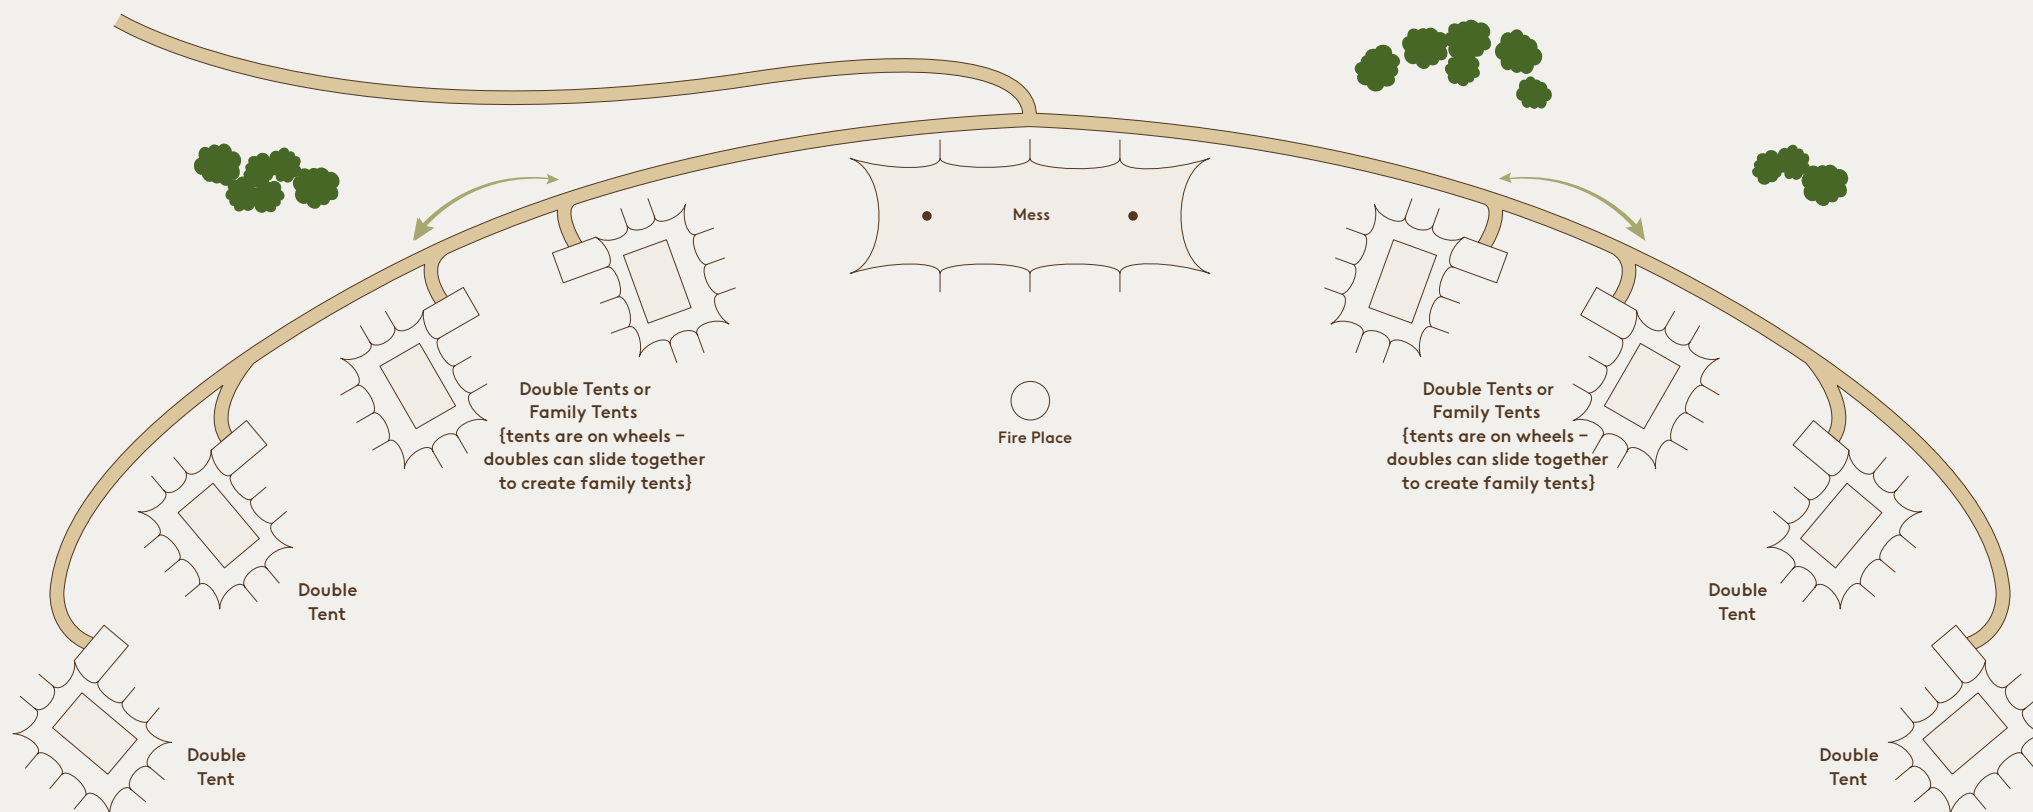 Mess
Fire Place
Double Tents or
Family Tents
{tents are on wheels –
doubles can slide together
to create family tents}
Double Tents or
Family Tents
{tents are on wheels –
doubles can slide together
to create family tents}
Double
Tent
Double
Tent
Double
Tent
Double
Tent